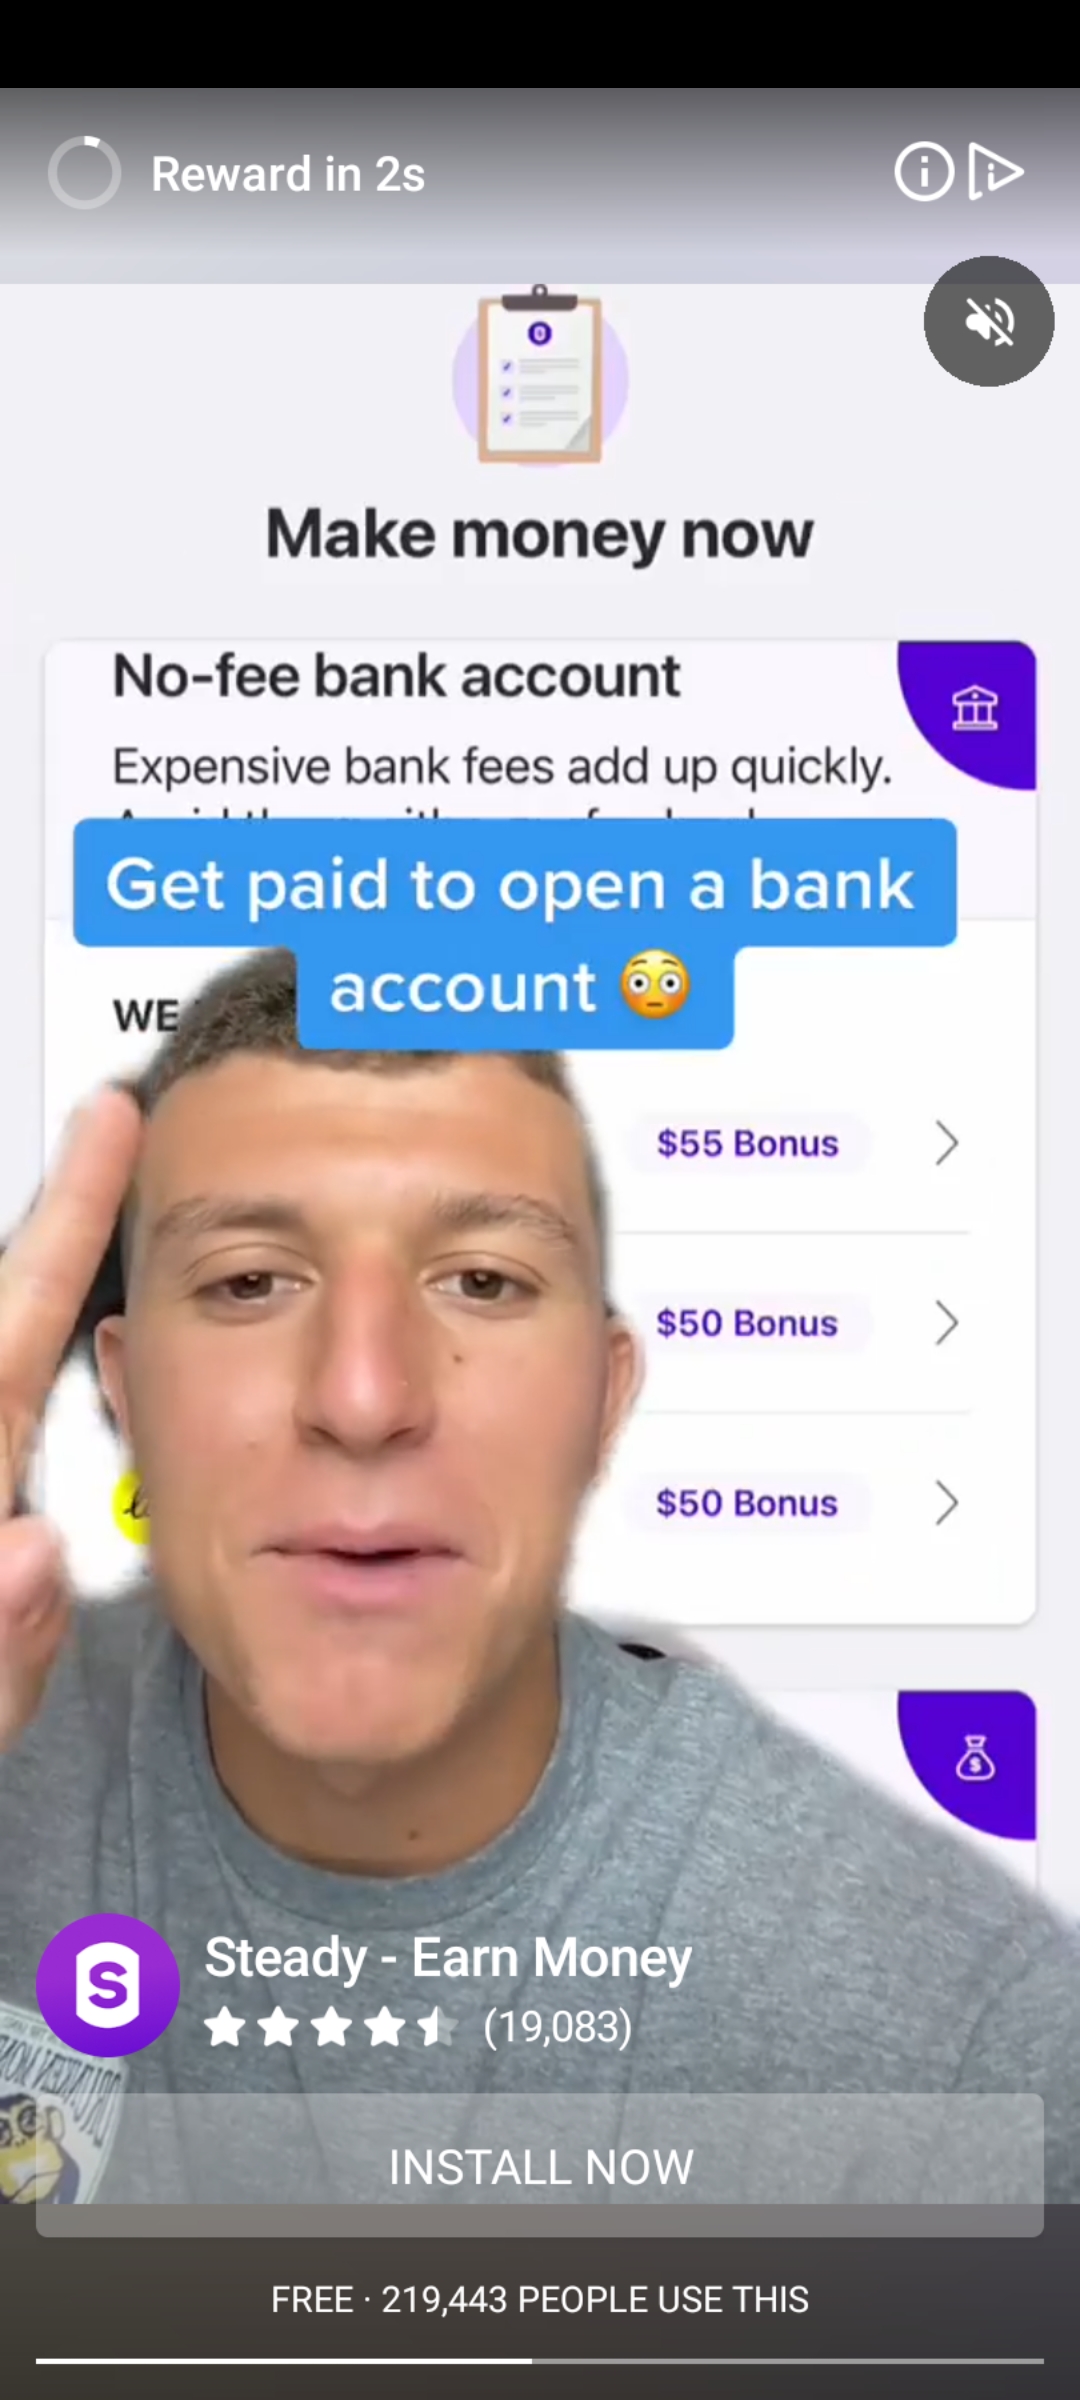 Reward in 2s
Make money now
No-fee bank account
Expensive bank fees add up quickly.
Get paid to open a bank
account 😳
WE
$55 Bonus
$50 Bonus
$50 Bonus
S
Steady - Earn Money
(19,083)
INSTALL NOW
FREE · 219,443 PEOPLE USE THIS